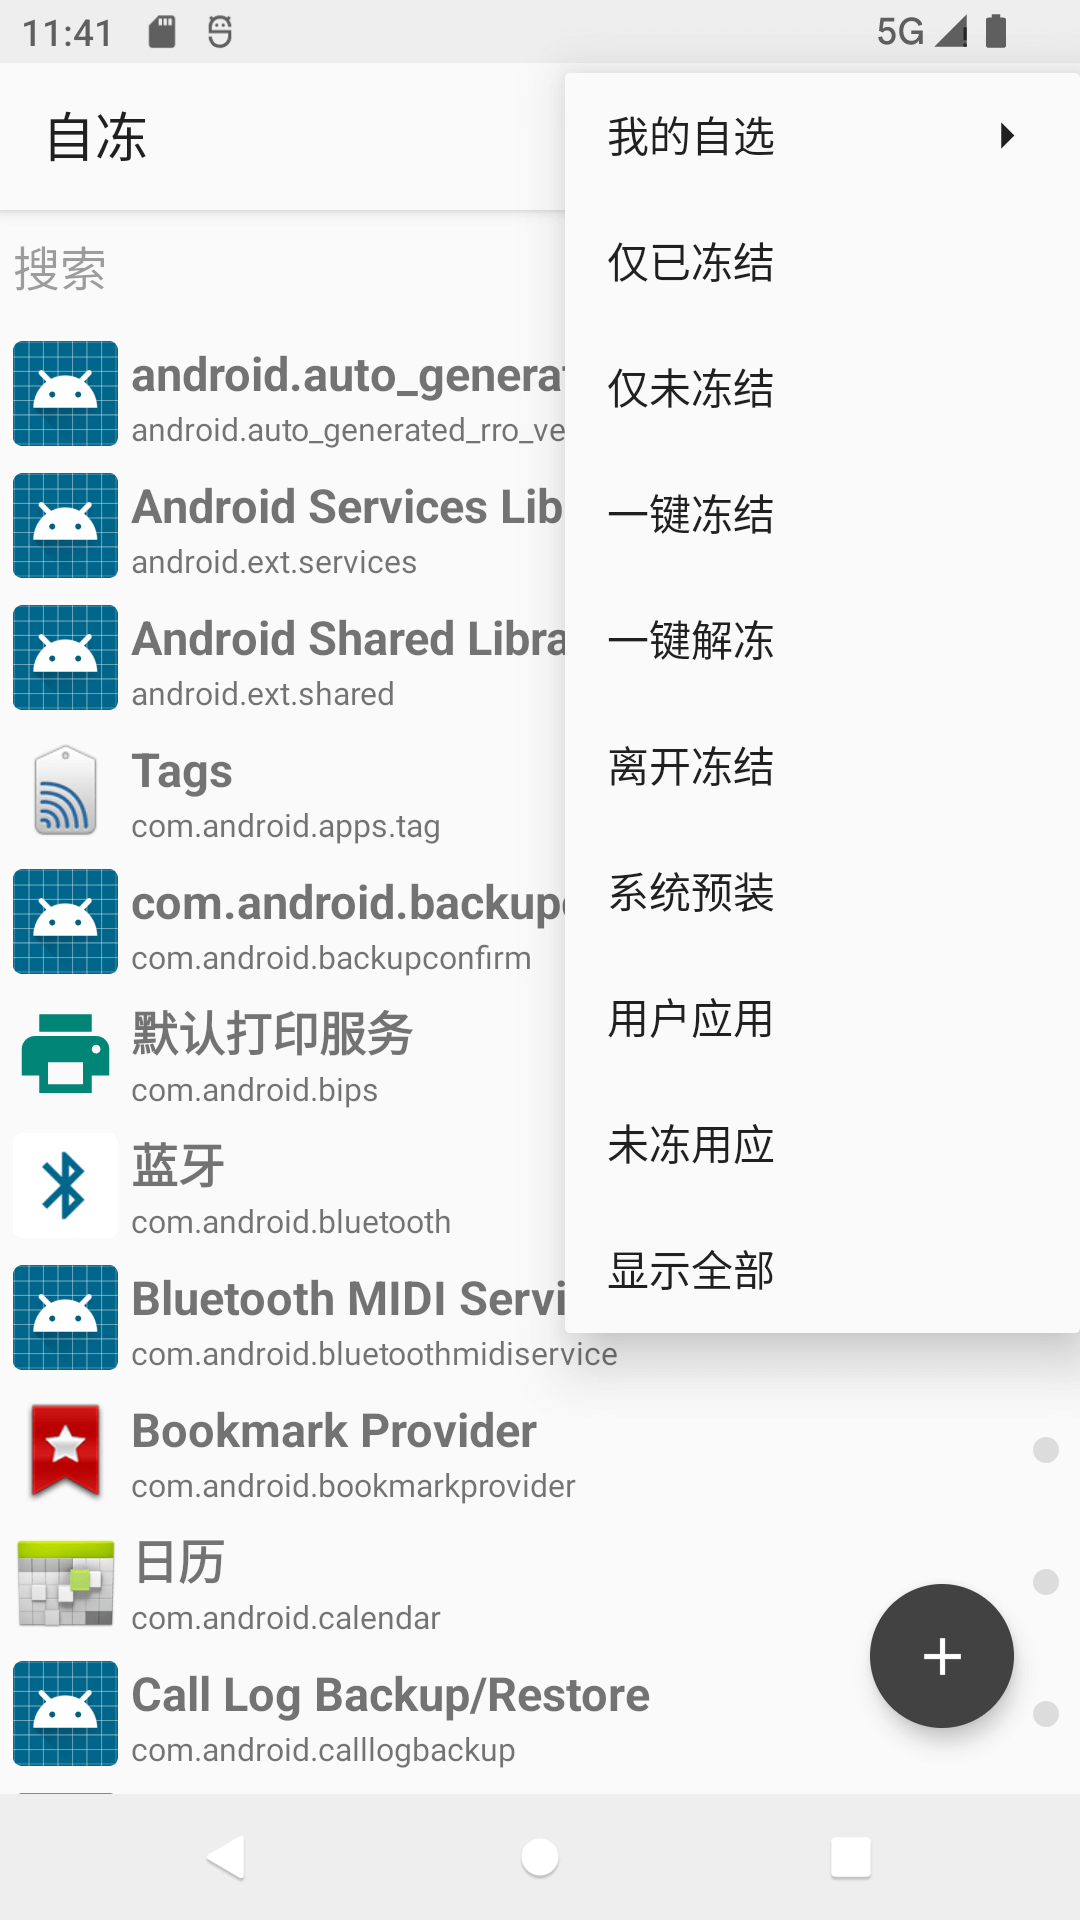 11:41
5G
自冻
搜索
android.auto_genera
android.auto_generated_rro_ve
Android Services Lib
android.ext.services
Android Shared Libra
android.ext.shared
Tags
com.android.apps.tag
com.android.backup
com.android.backupconfirm
默认打印服务
com.android.bips
蓝牙
com.android.bluetooth
Bluetooth MIDI Servi
com.android.bluetoothmidiservice
Bookmark Provider
com.android.bookmarkprovider
日历
com.android.calendar
Call Log Backup/Restore
com.android.calllogbackup
我的自选
仅已冻结
仅未冻结
一键冻结
一键解冻
离开冻结
系统预装
用户应用
未冻用应
显示全部